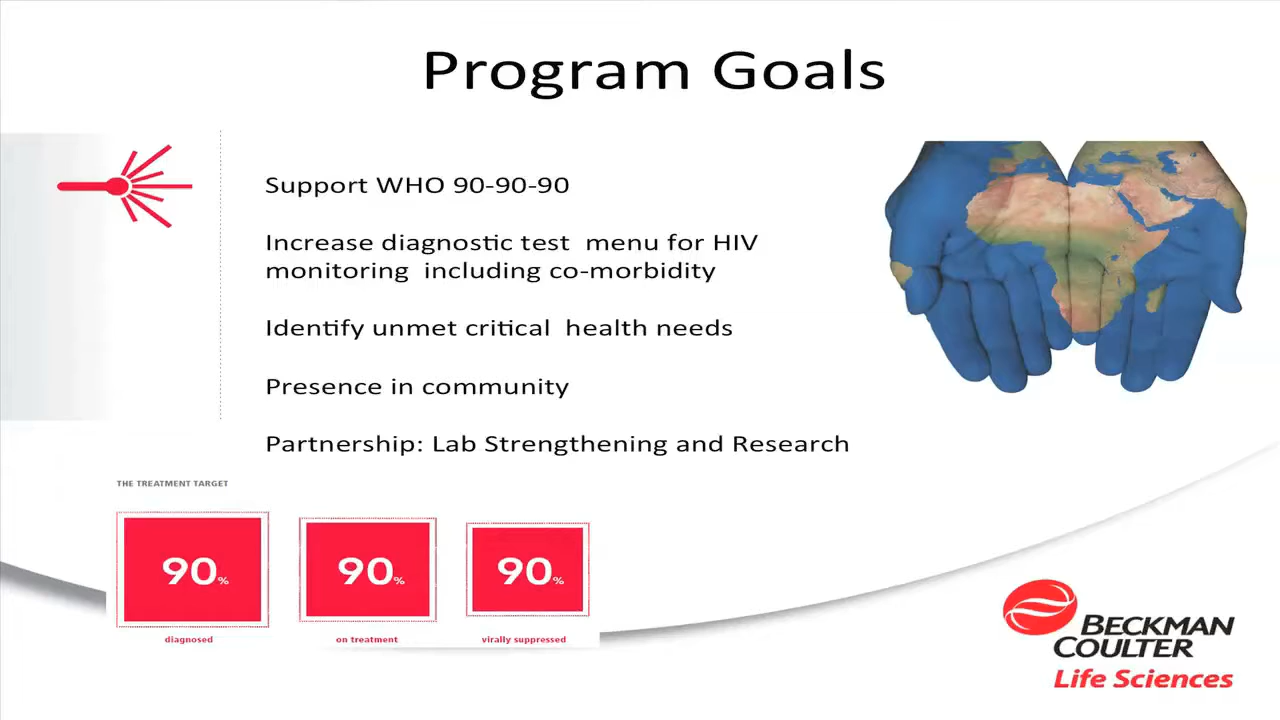 Program Goals
Support WHO 90-90-90
Increase diagnostic test menu for HIV
monitoring including co-morbidity
Identify unmet critical health needs
Presence in community
Partnership: Lab Strengthening and Research
THE TREATMENT TARGET
90%
diagnosed
90%
on treatment
90%
virally suppressed
BECKMAN
COULTER
Life Sciences